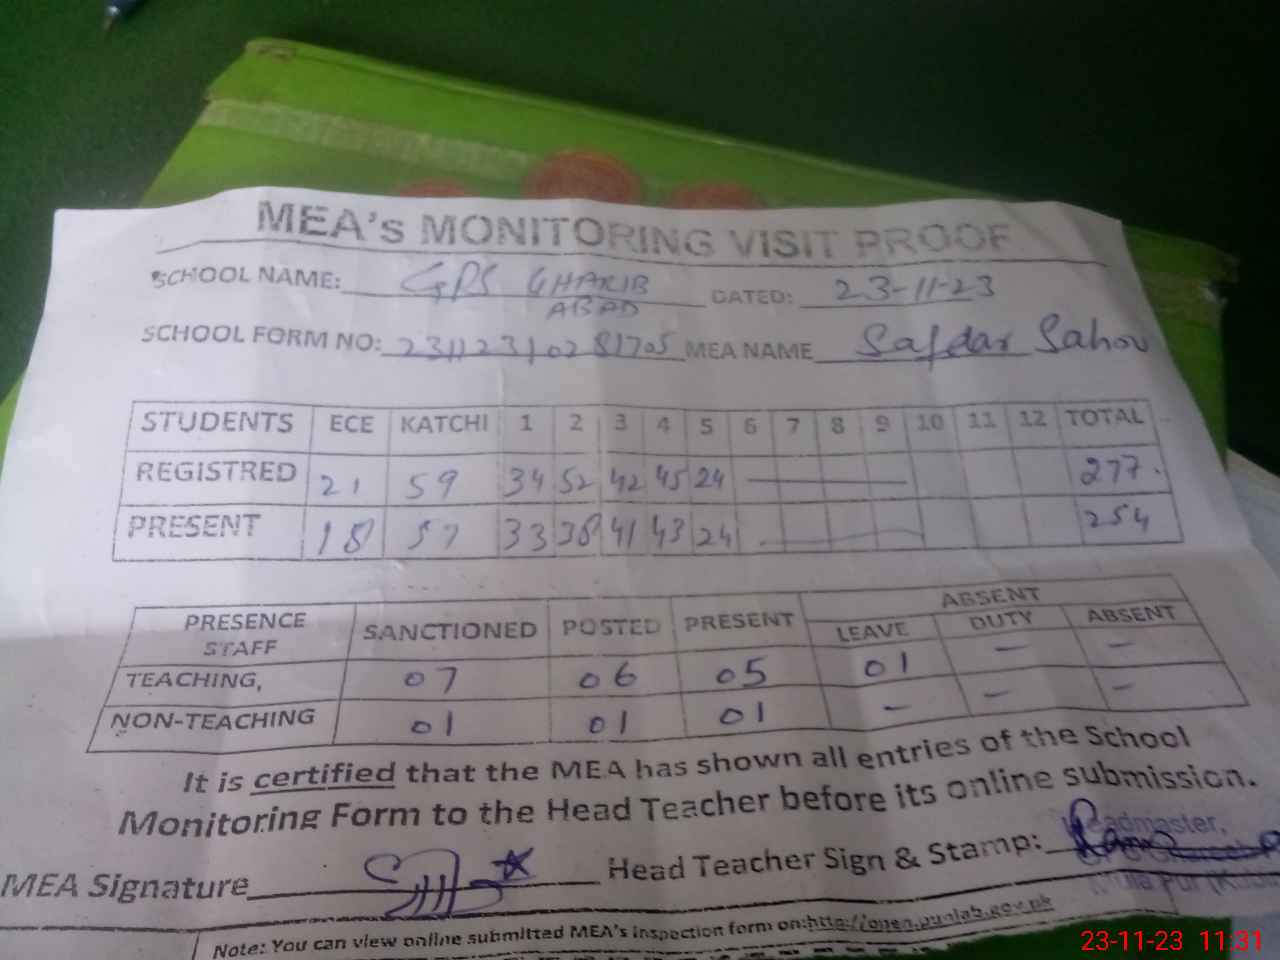 MEA's MONITORING VISIT PROOF
SCHOOL NAME: GPS GHARIB ABAD DATED: 23-11-23
SCHOOL FORM NO: 23112310281705 MEA NAME Safdar
STUDENTS ECE KATCHI 1 2 3 4 5 6 7 8 9 10 11 12 TOTAL
REGISTRED 21 59 34 52 42 45 24 277
PRESENT 18 57 33 38 41 43 24 254
PRESENCE STAFF SANCTIONED POSTED PRESENT ABSENT
LEAVE DUTY ABSENT
TEACHING, 07 06 05 01 - -
NON-TEACHING 01 01 01 - - -
It is certified that the MEA has shown all entries of the School
Monitoring Form to the Head Teacher before its online submission.
MEA Signature Head Teacher Sign & Stamp:
Headmaster,
Note: You can view online submitted MEA's inspection form on:http://open.punjab.gov.pk
23-11-23 11:31